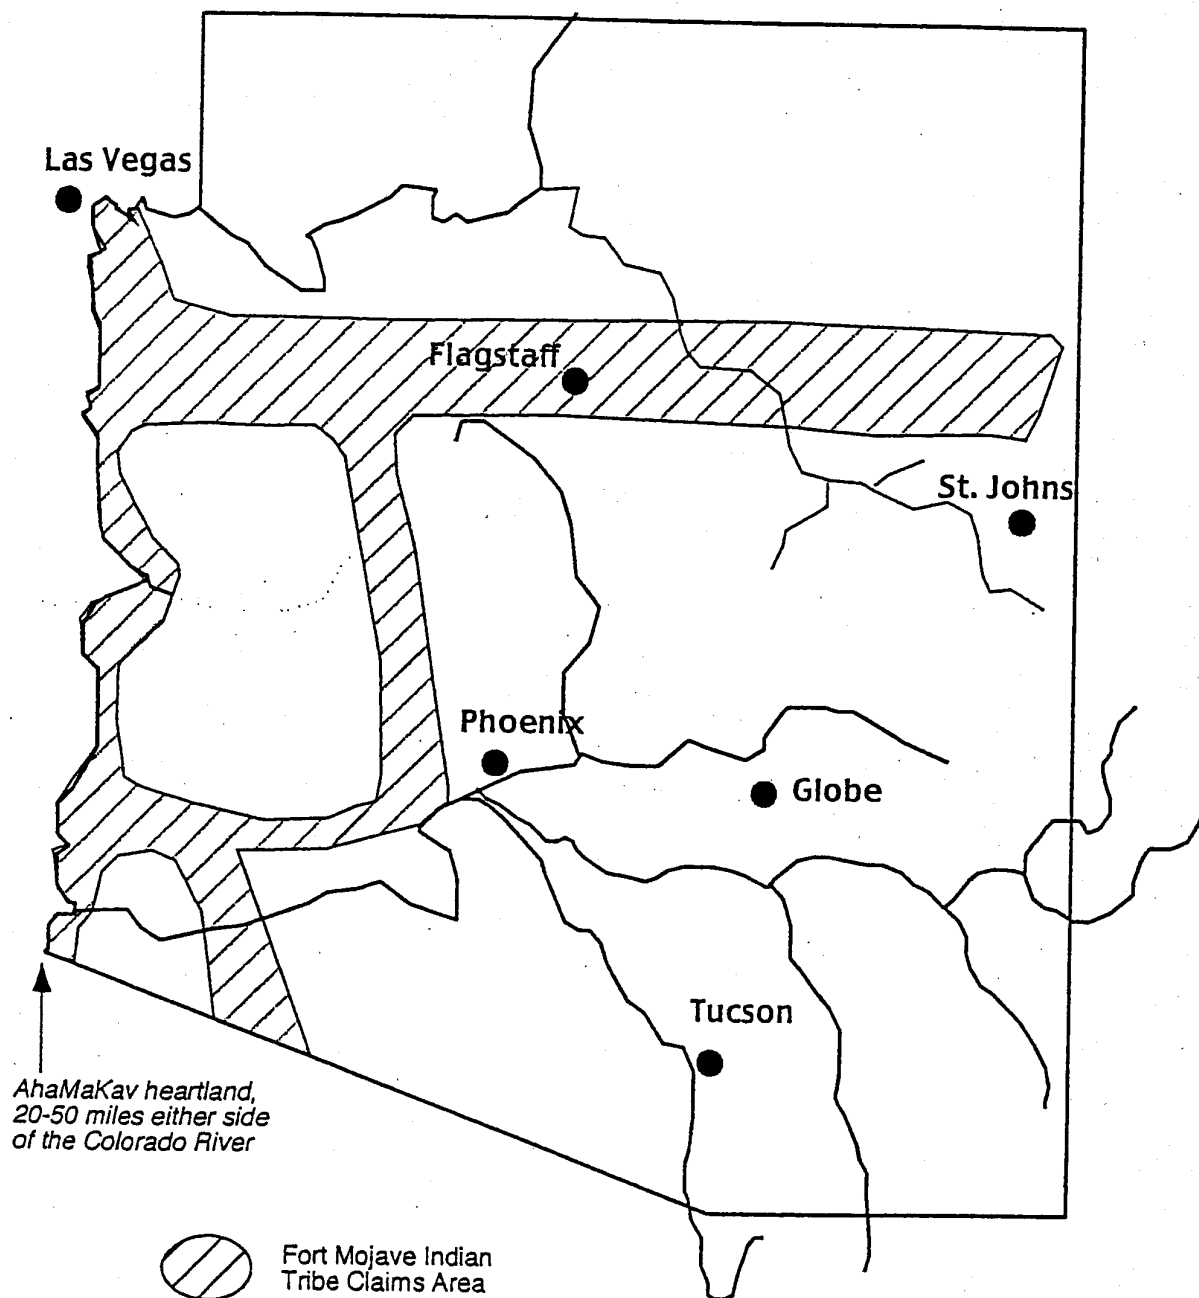 Las Vegas
Flagstaff
St. Johns
Phoenix
Globe
Tucson
AhaMaKav heartland,
20-50 miles either side
of the Colorado River
Fort Mojave Indian
Tribe Claims Area